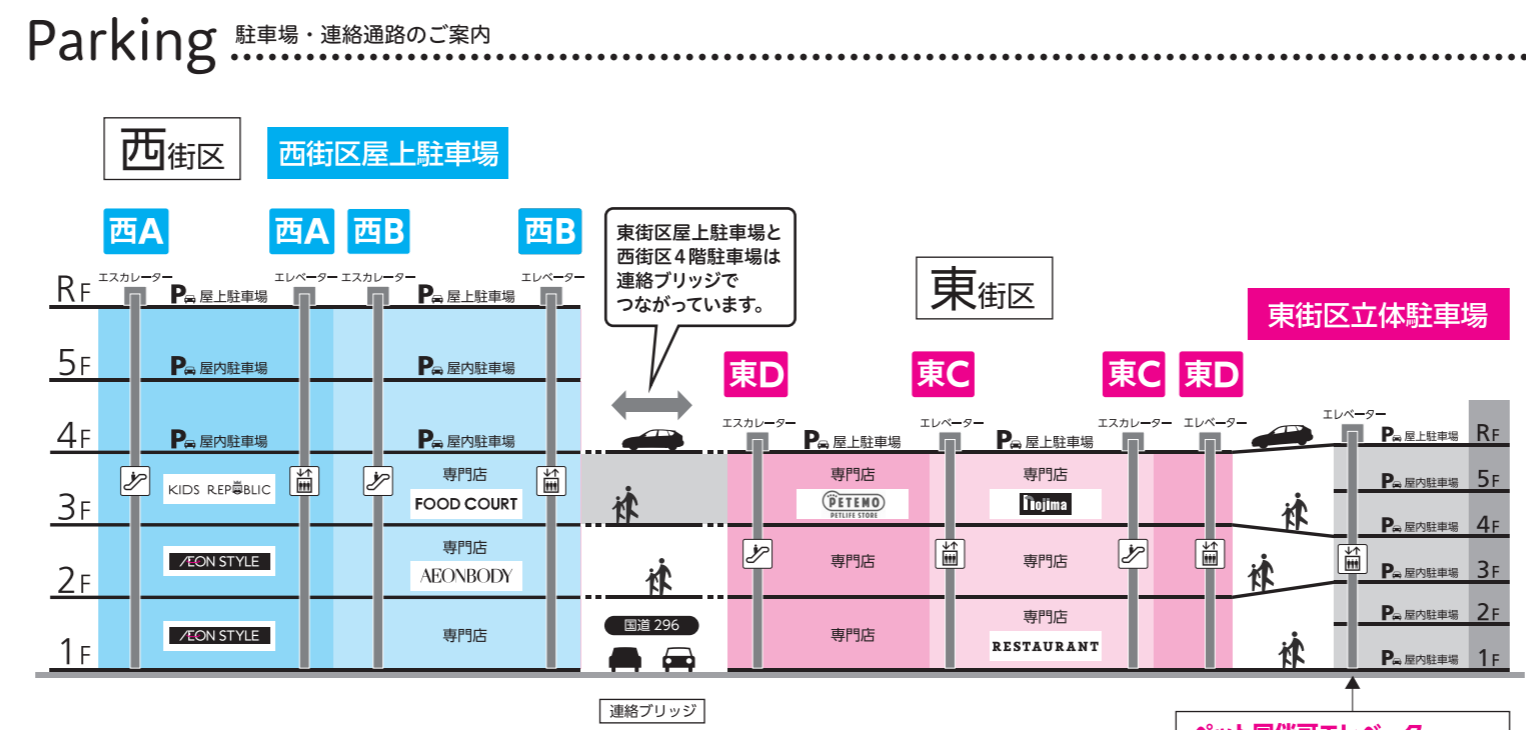 Parking 駐車場・連絡通路のご案内
西街区
西街区屋上駐車場
西A
西A
西B
西B
東街区屋上駐車場と
西街区4階駐車場は
連絡ブリッジで
つながっています。
東街区
東街区立体駐車場
エスカレーター
エレベーター
エスカレーター
エレベーター
RF
P 屋上駐車場
P 屋上駐車場
5F
P 屋内駐車場
P 屋内駐車場
4F
P 屋内駐車場
P 屋内駐車場
3F
KIDS REPUBLIC
専門店
FOOD COURT
2F
ÆON STYLE
専門店
AEONBODY
1F
ÆON STYLE
専門店
国道 296
連絡ブリッジ
東D
東C
東C
東D
エスカレーター
エレベーター
エスカレーター
エレベーター
エレベーター
P 屋上駐車場
P 屋上駐車場
専門店
PETEMO
PETLIFE STORE
専門店
nojima
専門店
専門店
専門店
専門店
RESTAURANT
P 屋上駐車場 RF
P 屋内駐車場 5F
P 屋内駐車場 4F
P 屋内駐車場 3F
P 屋内駐車場 2F
P 屋内駐車場 1F